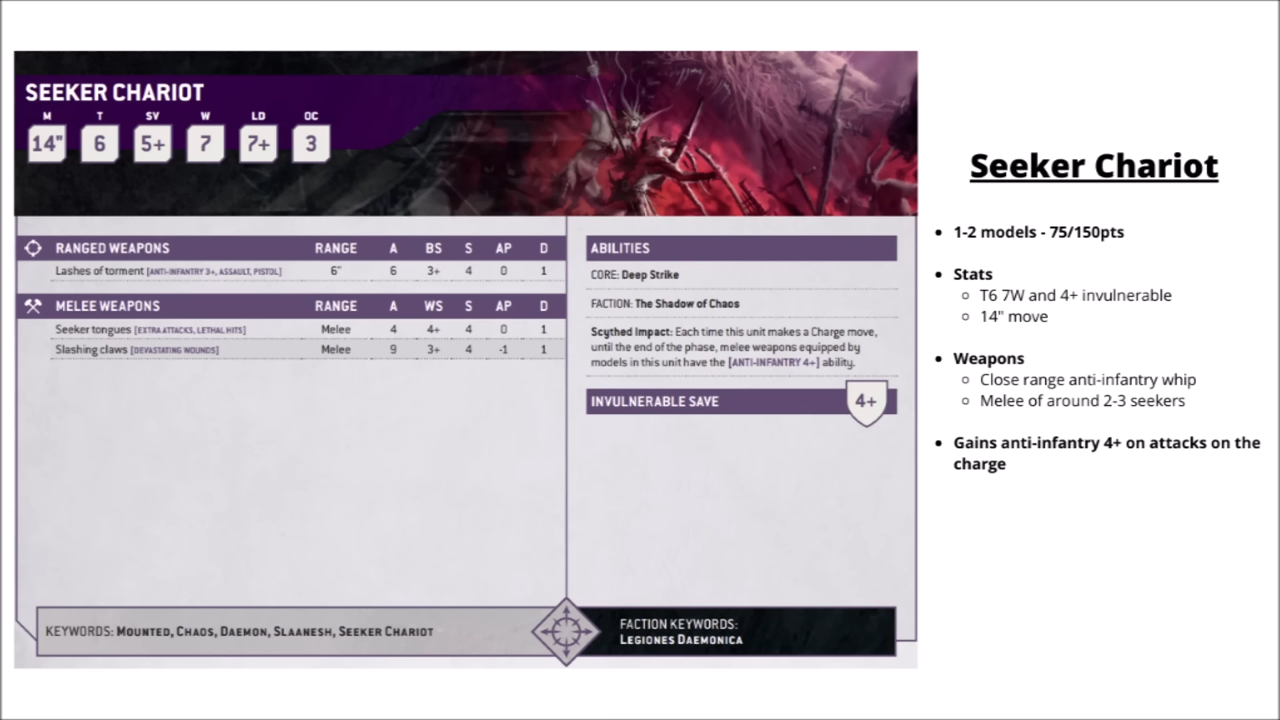 SEEKER CHARIOT
M T SV W LD OC
14" 6 5+ 7 7+ 3
RANGED WEAPONS RANGE A BS S AP D
Lashes of torment [ANTI-INFANTRY 3+, ASSAULT, PISTOL] 6" 6 3+ 4 0 1
MELEE WEAPONS RANGE A WS S AP D
Seeker tongues [EXTRA ATTACKS, LETHAL HITS] Melee 4 4+ 4 0 1
Slashing claws [DEVASTATING WOUNDS] Melee 9 3+ 4 -1 1
ABILITIES
CORE: Deep Strike
FACTION: The Shadow of Chaos
Scythed Impact: Each time this unit makes a Charge move,
until the end of the phase, melee weapons equipped by
models in this unit have the [ANTI-INFANTRY 4+] ability.
INVULNERABLE SAVE 4+
KEYWORDS: MOUNTED, CHAOS, DAEMON, SLAANESH, SEEKER CHARIOT
FACTION KEYWORDS:
LEGIONES DAEMONICA
Seeker Chariot
• 1-2 models - 75/150pts
• Stats
○ T6 7W and 4+ invulnerable
○ 14" move
• Weapons
○ Close range anti-infantry whip
○ Melee of around 2-3 seekers
• Gains anti-infantry 4+ on attacks on the
charge